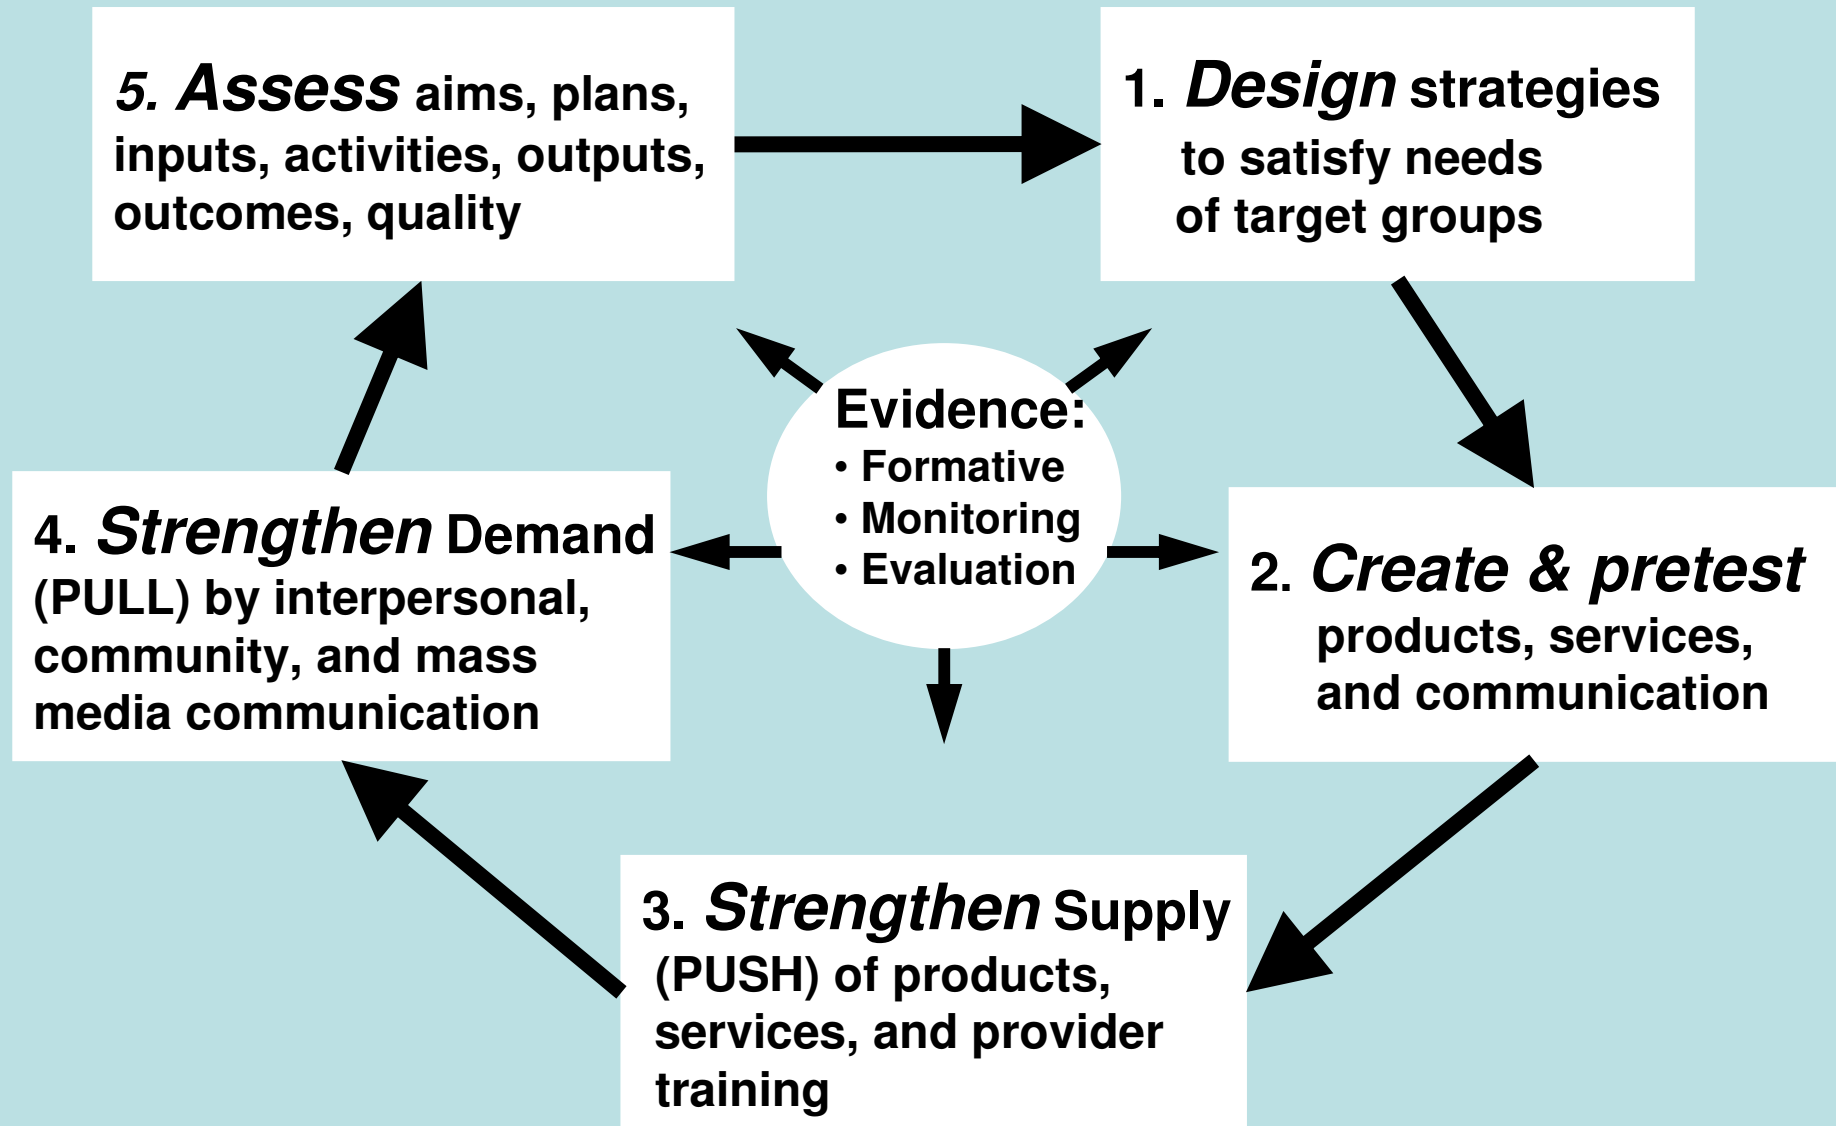 5. Assess aims, plans,
inputs, activities, outputs,
outcomes, quality
1. Design strategies
to satisfy needs
of target groups
Evidence:
• Formative
• Monitoring
• Evaluation
4. Strengthen Demand
(PULL) by interpersonal,
community, and mass
media communication
2. Create & pretest
products, services,
and communication
3. Strengthen Supply
(PUSH) of products,
services, and provider
training